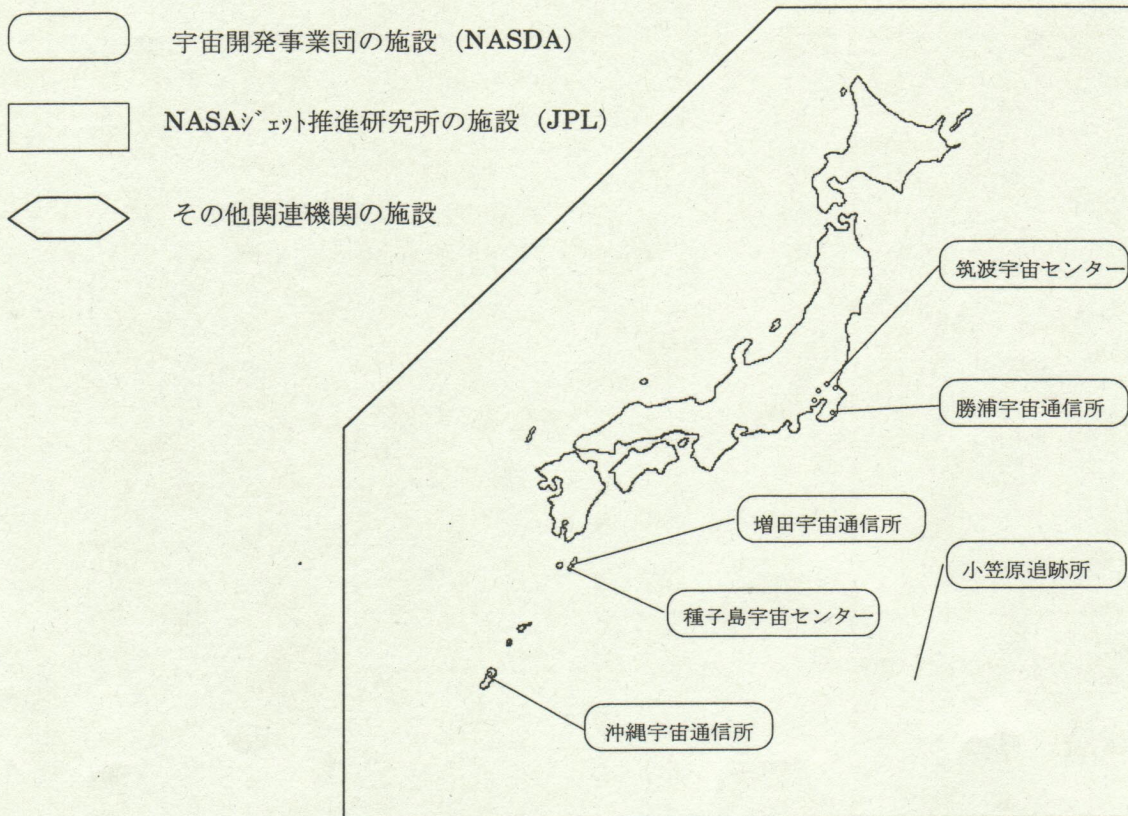 宇宙開発事業団の施設 (NASDA)
NASAジェット推進研究所の施設 (JPL)
その他関連機関の施設
筑波宇宙センター
勝浦宇宙通信所
増田宇宙通信所
小笠原追跡所
種子島宇宙センター
沖縄宇宙通信所